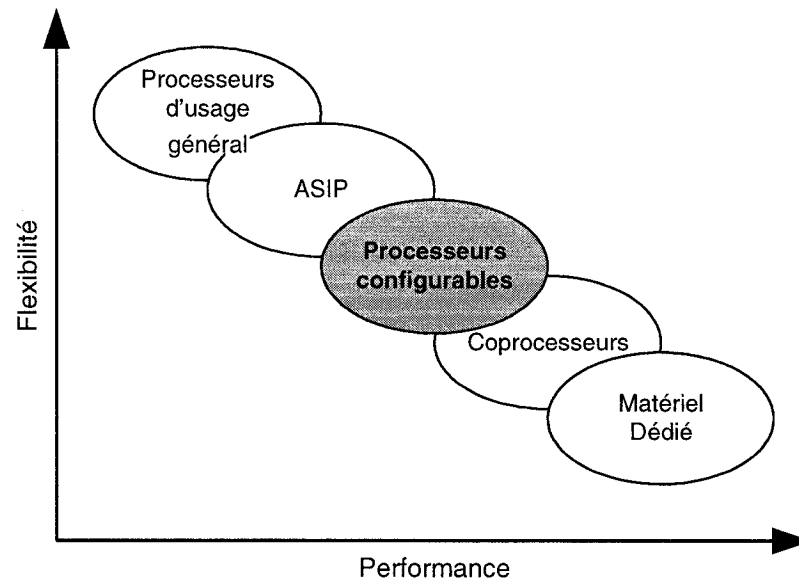 Processeurs
d'usage
général
ASIP
Processeurs
configurables
Coprocesseurs
Matériel
Dédié
Flexibilité
Performance